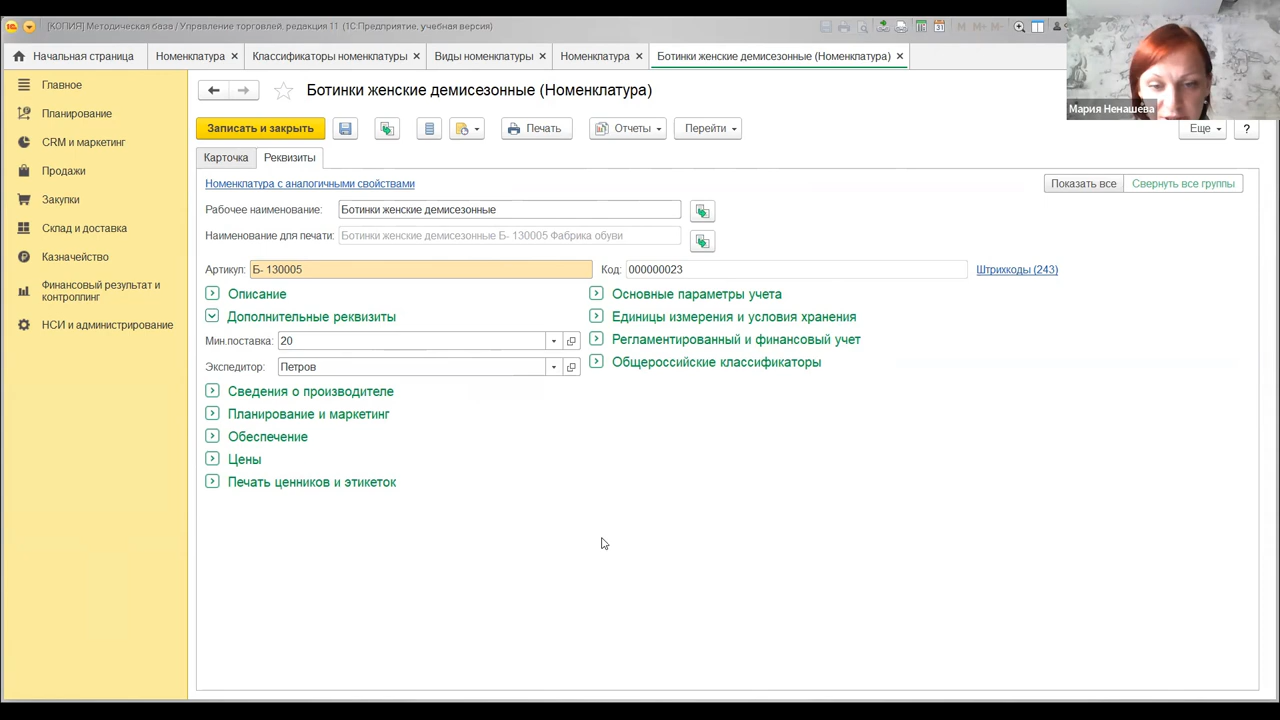 [КОПИЯ] Методическая база / Управление торговлей, редакция 11 (1С:Предприятие, учебная версия)
M M+ M-
Начальная страница
Номенклатура ×
Классификаторы номенклатуры ×
Виды номенклатуры ×
Номенклатура ×
Ботинки женские демисезонные (Номенклатура) ×
Мария Ненашева
Главное
Планирование
CRM и маркетинг
Продажи
Закупки
Склад и доставка
Казначейство
Финансовый результат и контроллинг
НСИ и администрирование
Ботинки женские демисезонные (Номенклатура)
Записать и закрыть
Печать
Отчеты
Перейти
Еще
?
Карточка
Реквизиты
Номенклатура с аналогичными свойствами
Показать все
Свернуть все группы
Рабочее наименование: Ботинки женские демисезонные
Наименование для печати: Ботинки женские демисезонные Б- 130005 Фабрика обуви
Артикул: Б- 130005
Код: 000000023
Штрихкоды (243)
Описание
Дополнительные реквизиты
Мин.поставка: 20
Экспедитор: Петров
Сведения о производителе
Планирование и маркетинг
Обеспечение
Цены
Печать ценников и этикеток
Основные параметры учета
Единицы измерения и условия хранения
Регламентированный и финансовый учет
Общероссийские классификаторы